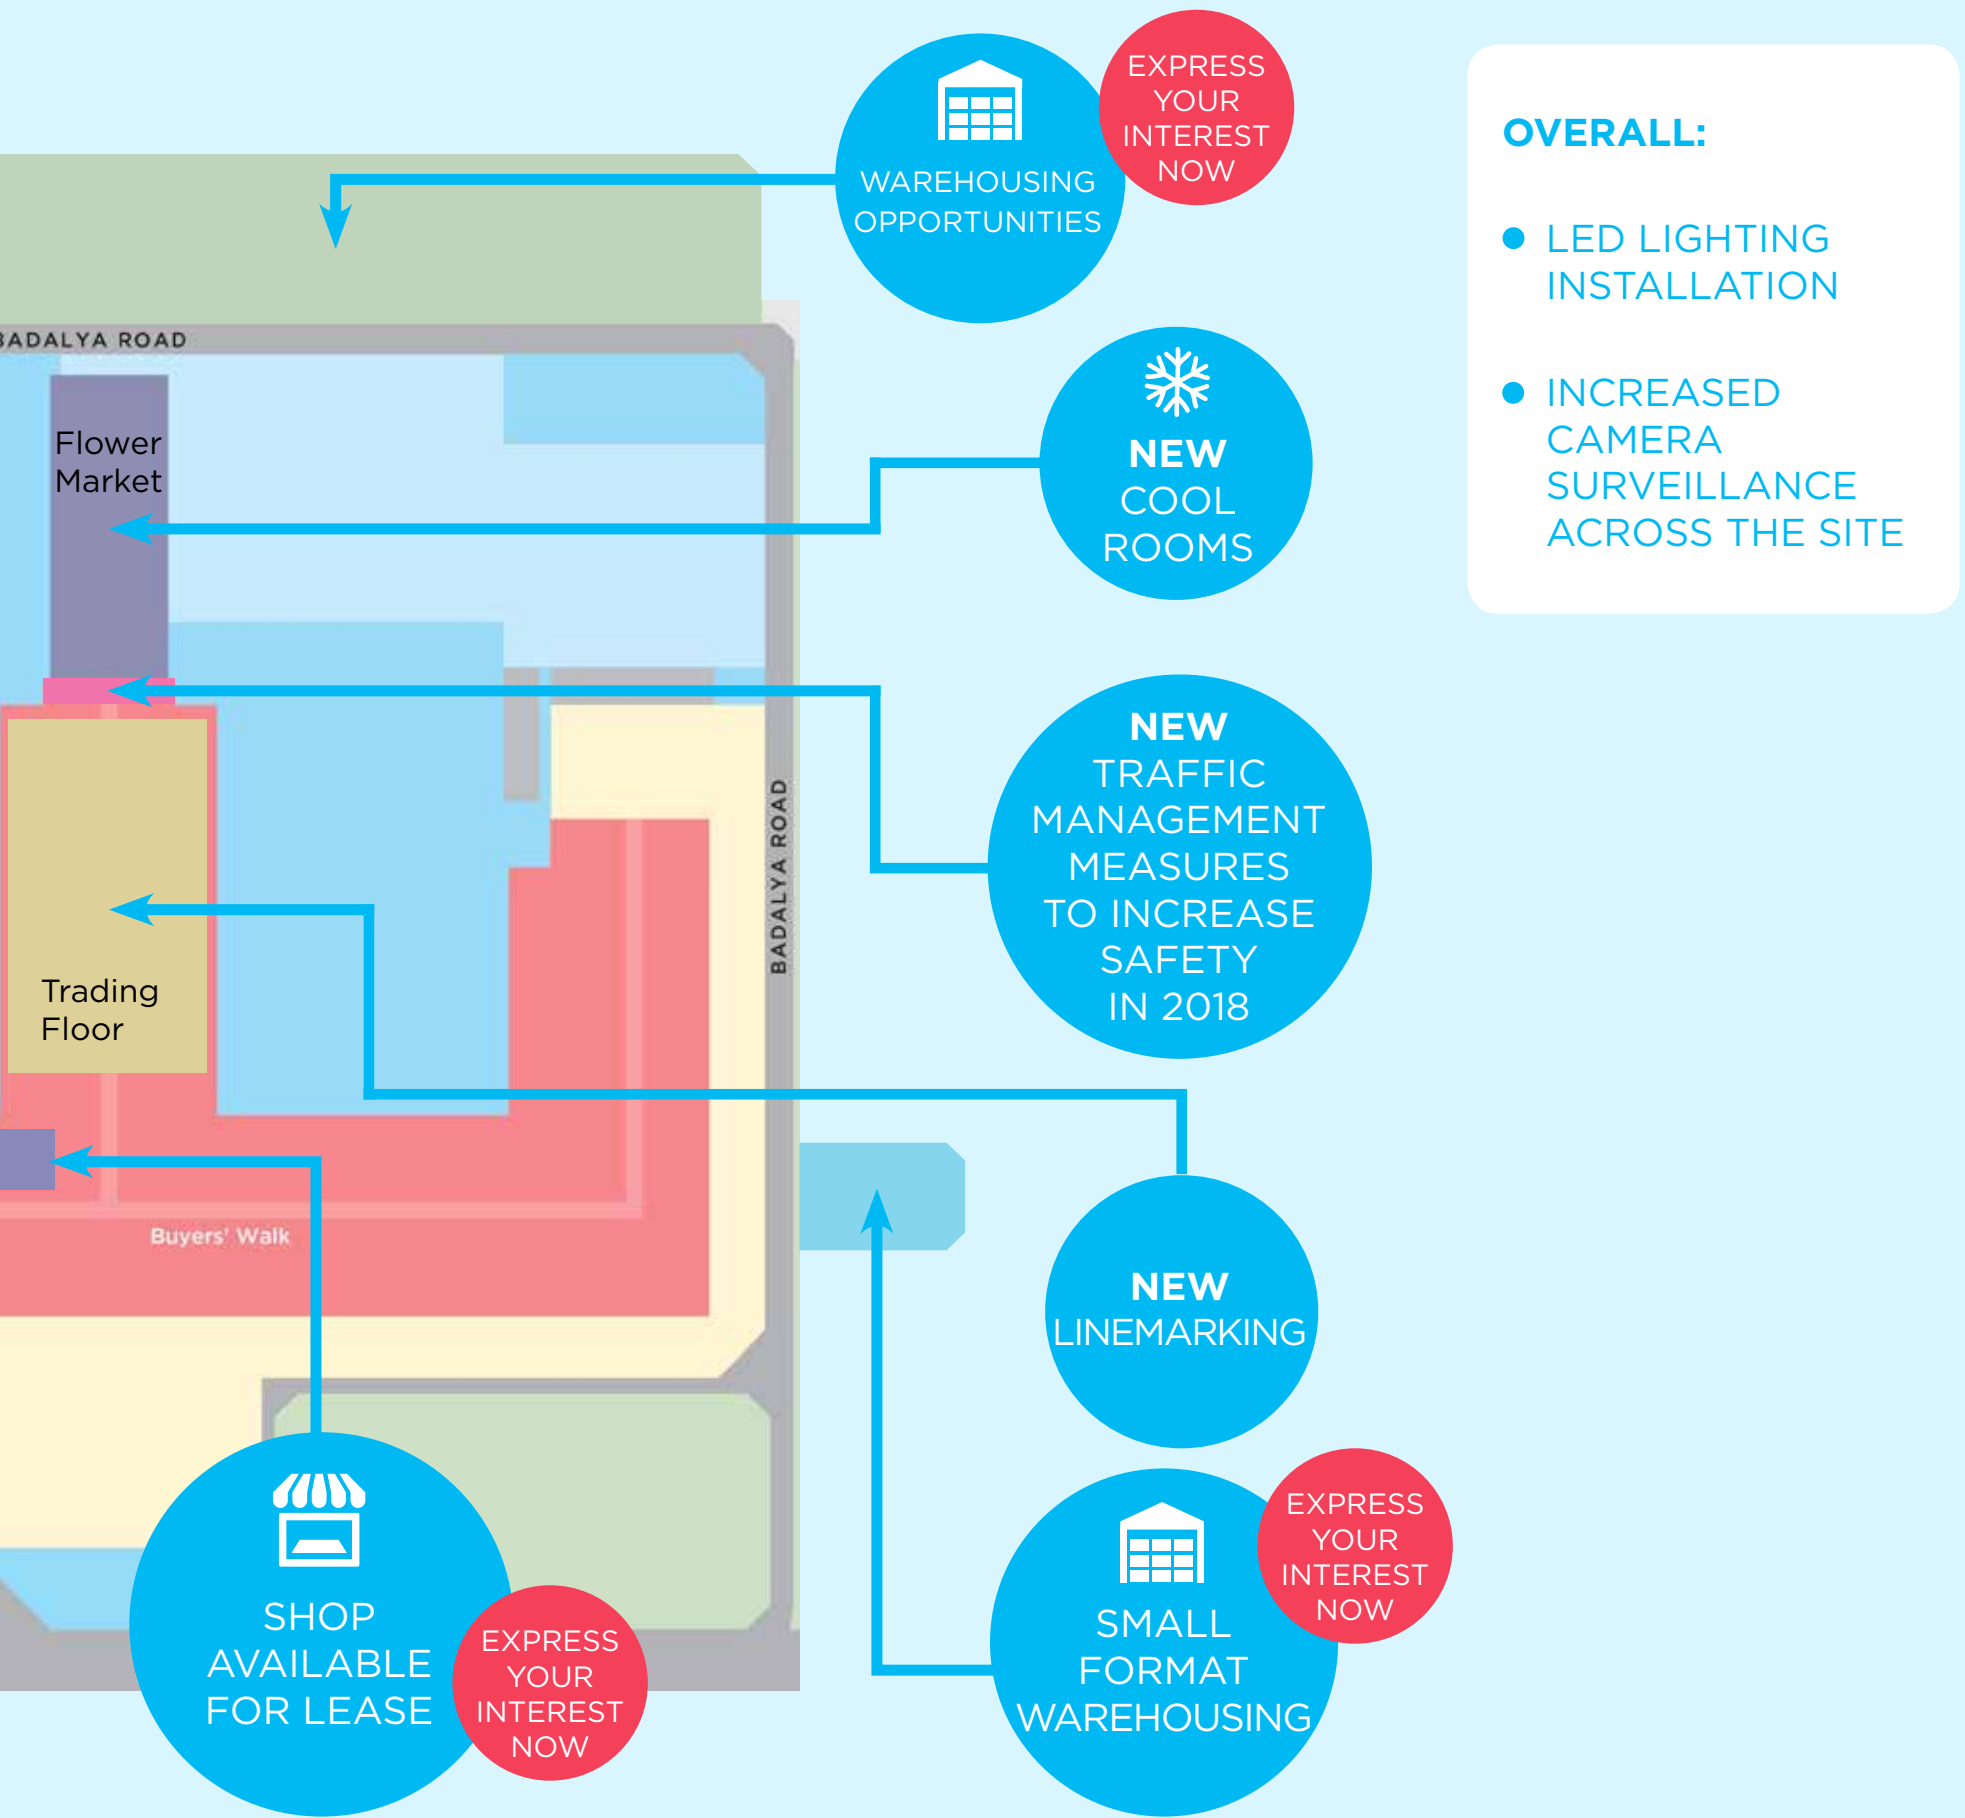 EXPRESS
YOUR
INTEREST
NOW
WAREHOUSING
OPPORTUNITIES
OVERALL:
LED LIGHTING
INSTALLATION
INCREASED
CAMERA
SURVEILLANCE
ACROSS THE SITE
BADALYA ROAD
Flower
Market
NEW
COOL
ROOMS
NEW
TRAFFIC
MANAGEMENT
MEASURES
TO INCREASE
SAFETY
IN 2018
BADALYA ROAD
Trading
Floor
Buyers' Walk
NEW
LINEMARKING
SHOP
AVAILABLE
FOR LEASE
EXPRESS
YOUR
INTEREST
NOW
SMALL
FORMAT
WAREHOUSING
EXPRESS
YOUR
INTEREST
NOW